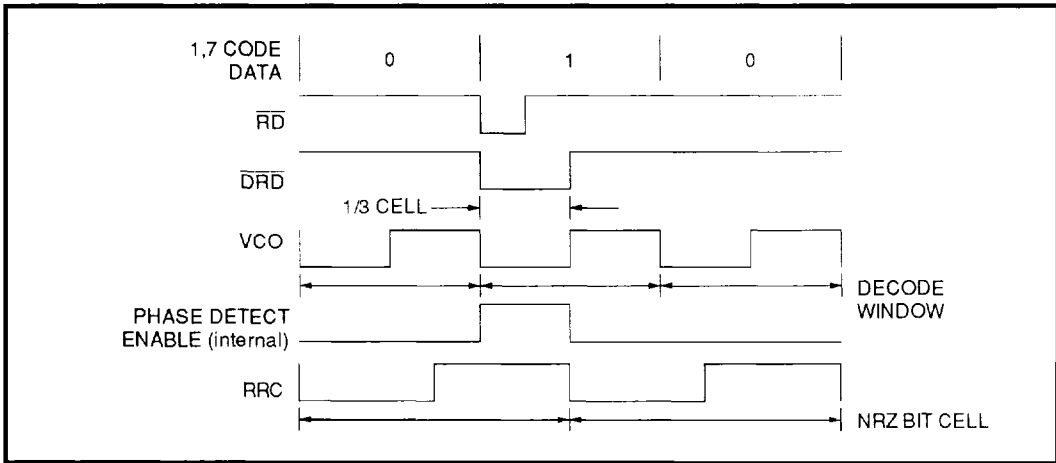 1,7 CODE
DATA
0 1 0
RD
DRD
1/3 CELL
VCO
DECODE
WINDOW
PHASE DETECT
ENABLE (internal)
RRC
NRZ BIT CELL